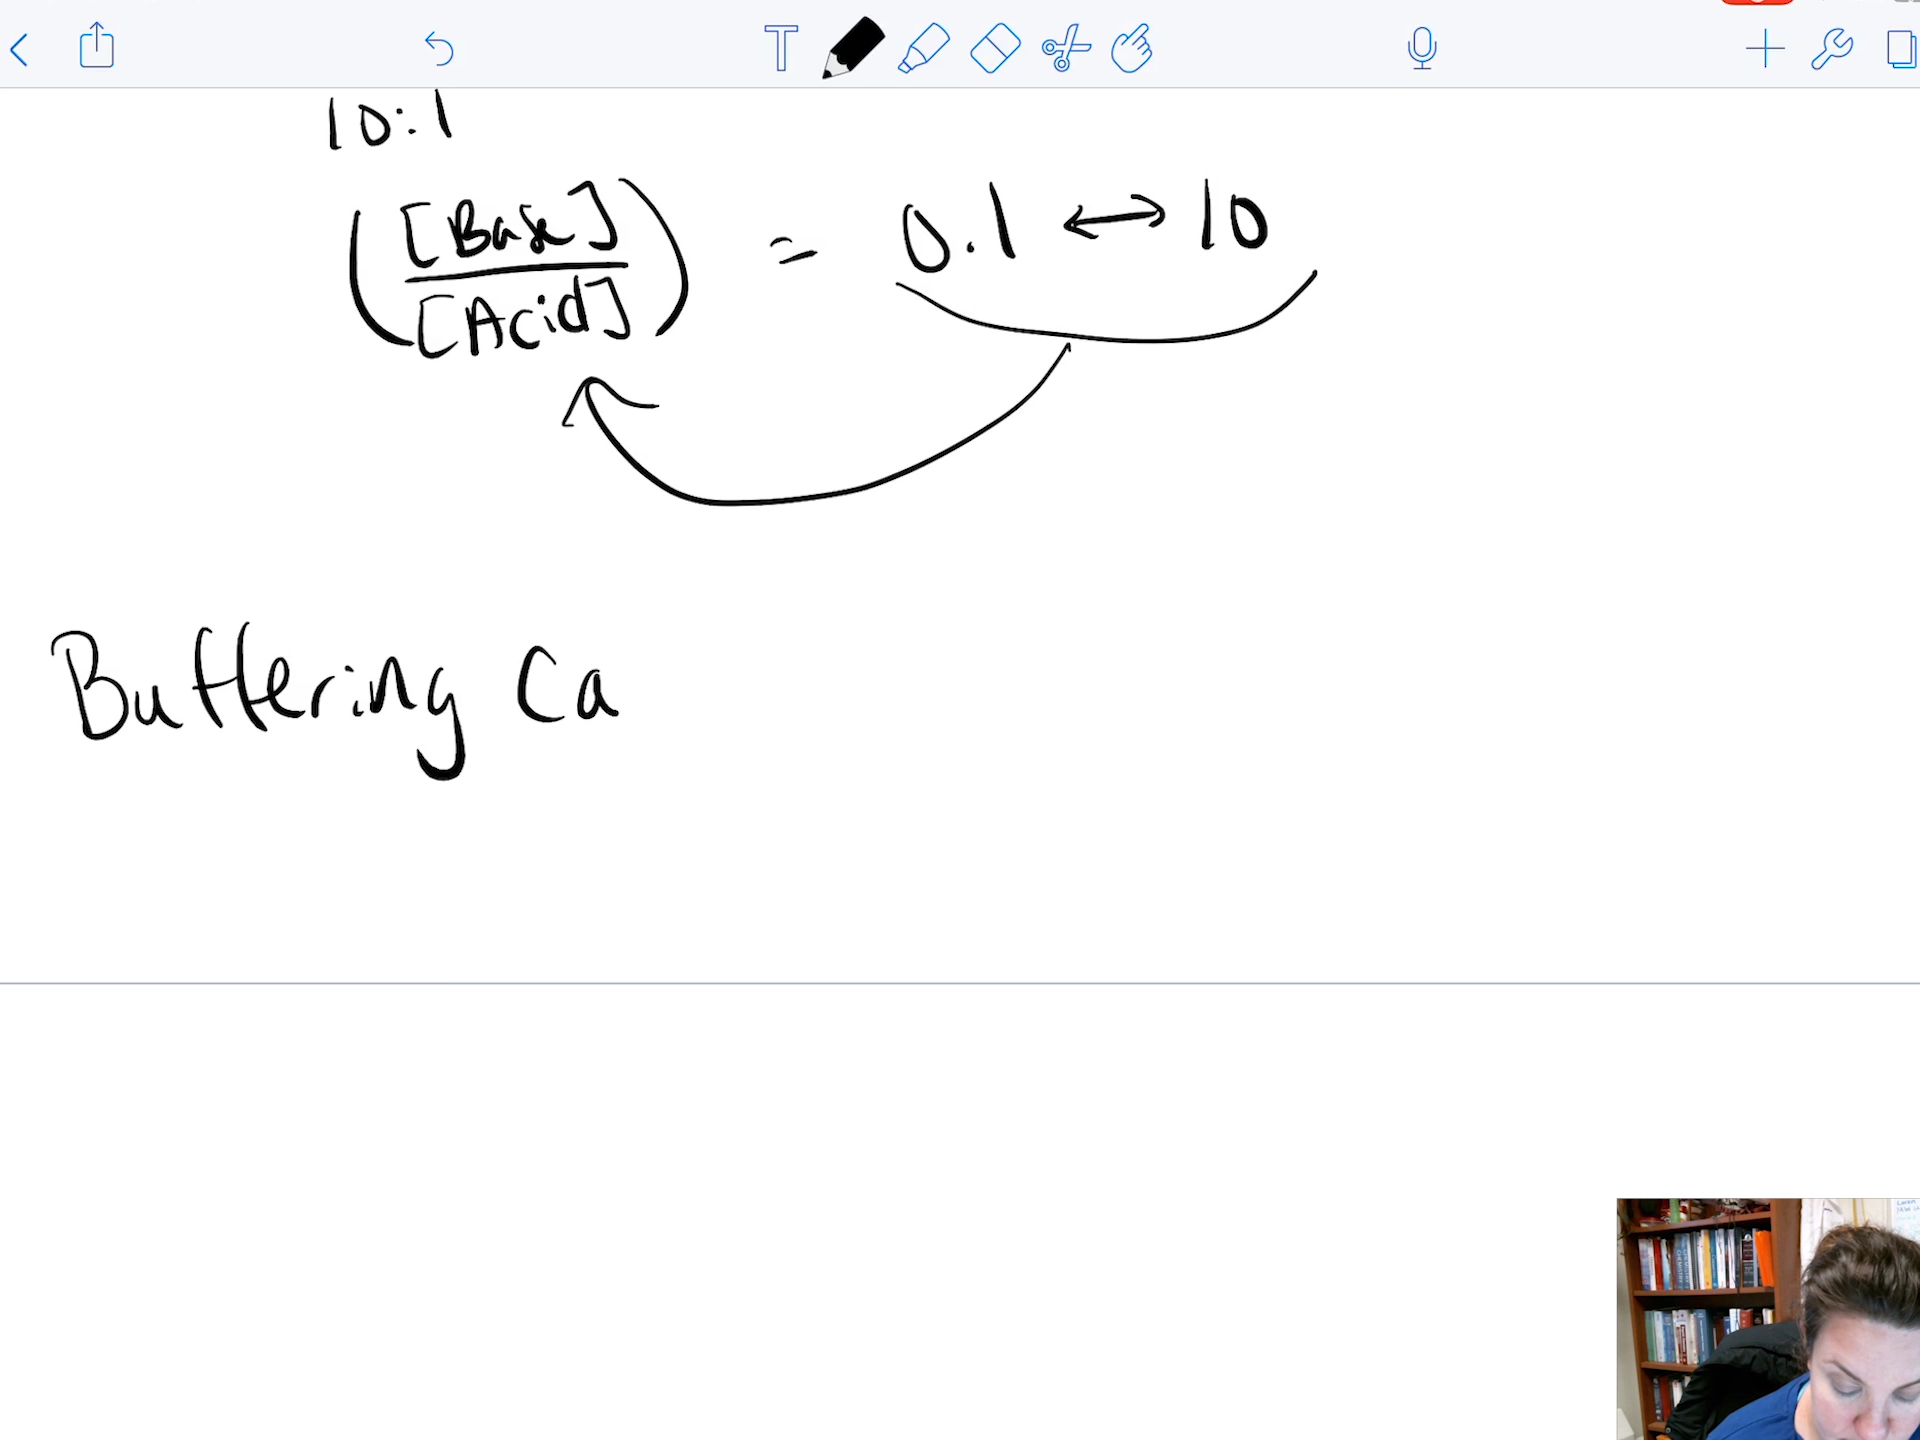 10:1
([Base]/[Acid]) = 0.1 ↔ 10
Buffering Ca